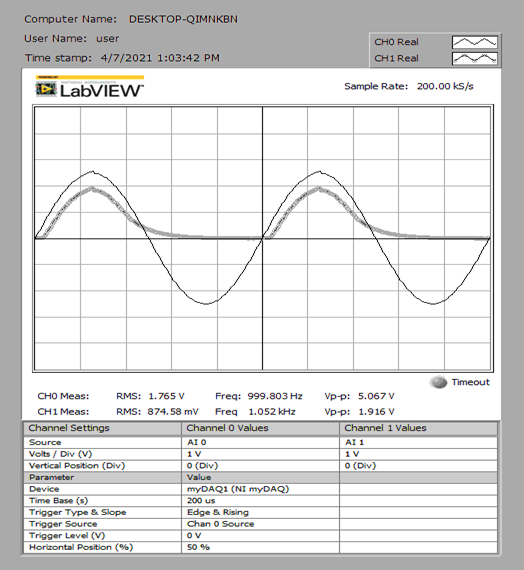 Computer Name: DESKTOP-QIMNKBN
User Name: user
Time stamp: 4/7/2021 1:03:42 PM
CH0 Real
CH1 Real
LabVIEW™
Sample Rate: 200.00 kS/s
Timeout
CH0 Meas: RMS: 1.765 V Freq: 999.803 Hz Vp-p: 5.067 V
CH1 Meas: RMS: 874.58 mV Freq 1.052 kHz Vp-p: 1.916 V
Channel Settings Channel 0 Values Channel 1 Values
Source AI 0 AI 1
Volts / Div (V) 1 V 1 V
Vertical Position (Div) 0 (Div) 0 (Div)
Parameter Value
Device myDAQ1 (NI myDAQ)
Time Base (s) 200 us
Trigger Type & Slope Edge & Rising
Trigger Source Chan 0 Source
Trigger Level (V) 0 V
Horizontal Position (%) 50 %